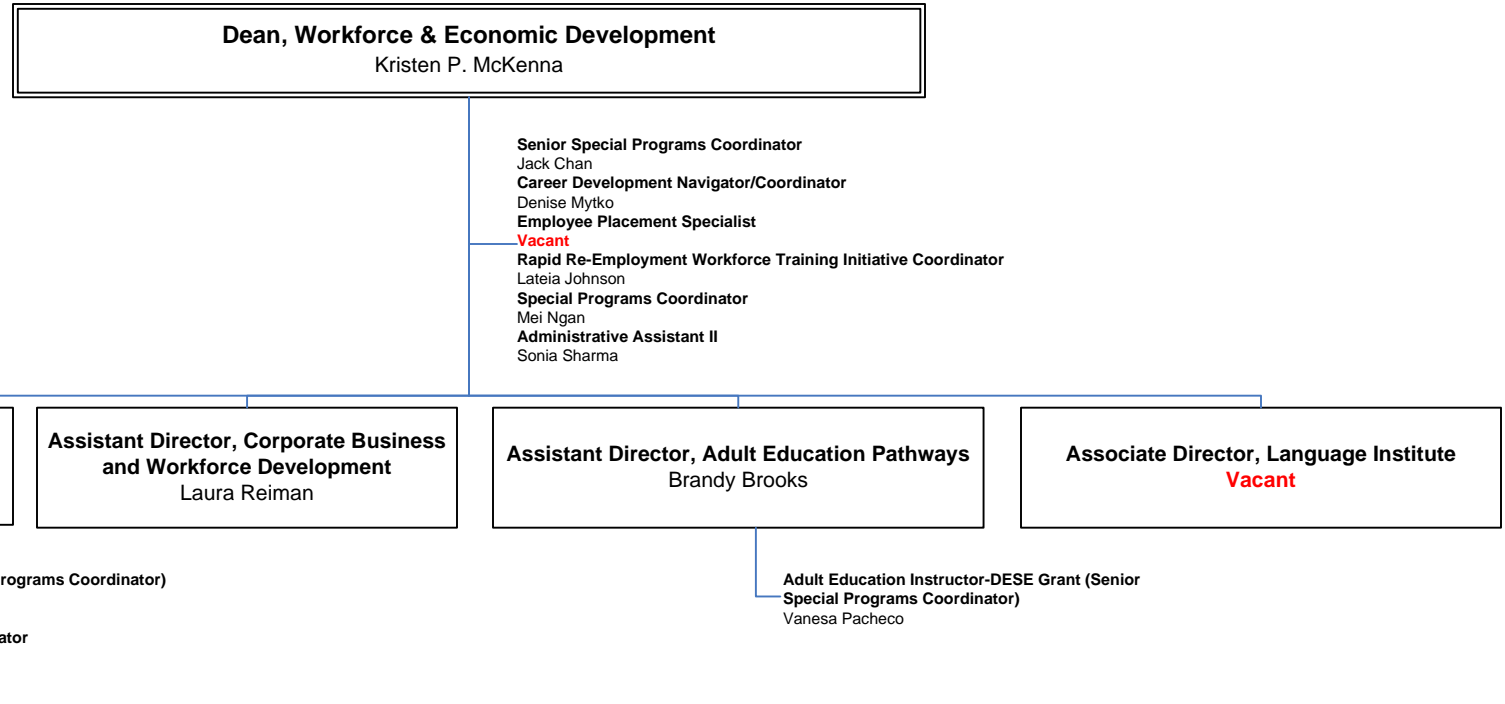 Dean, Workforce & Economic Development
Kristen P. McKenna
Senior Special Programs Coordinator
Jack Chan
Career Development Navigator/Coordinator
Denise Mytko
Employee Placement Specialist
Vacant
Rapid Re-Employment Workforce Training Initiative Coordinator
Lateia Johnson
Special Programs Coordinator
Mei Ngan
Administrative Assistant II
Sonia Sharma
Assistant Director, Corporate Business
and Workforce Development
Laura Reiman
Assistant Director, Adult Education Pathways
Brandy Brooks
Associate Director, Language Institute
Vacant
rograms Coordinator)
ator
Adult Education Instructor-DESE Grant (Senior
Special Programs Coordinator)
Vanesa Pacheco